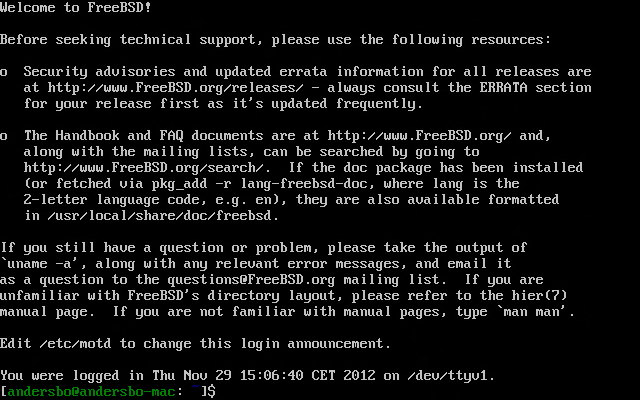 Welcome to FreeBSD!
Before seeking technical support, please use the following resources:
o  Security advisories and updated errata information for all releases are
   at http://www.FreeBSD.org/releases/ - always consult the ERRATA section
   for your release first as it's updated frequently.
o  The Handbook and FAQ documents are at http://www.FreeBSD.org/ and,
   along with the mailing lists, can be searched by going to
   http://www.FreeBSD.org/search/.  If the doc package has been installed
   (or fetched via pkg_add -r lang-freebsd-doc, where lang is the
   2-letter language code, e.g. en), they are also available formatted
   in /usr/local/share/doc/freebsd.
If you still have a question or problem, please take the output of
`uname -a', along with any relevant error messages, and email it
as a question to the questions@FreeBSD.org mailing list.  If you are
unfamiliar with FreeBSD's directory layout, please refer to the hier(7)
manual page.  If you are not familiar with manual pages, type `man man'.
Edit /etc/motd to change this login announcement.
You were logged in Thu Nov 29 15:06:40 CET 2012 on /dev/ttyv1.
[andersbo@andersbo-mac: ~]$